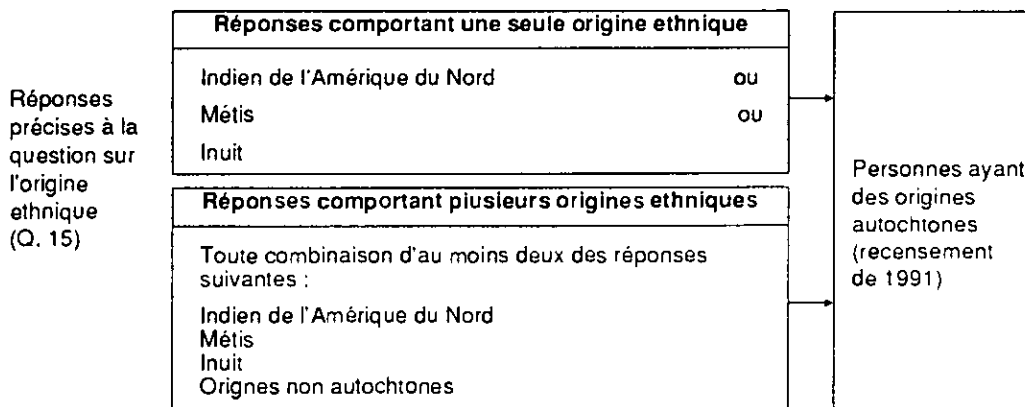 Réponses
précises à la
question sur
l'origine
ethnique
(Q. 15)
Réponses comportant une seule origine ethnique
Indien de l'Amérique du Nord ou
Métis ou
Inuit
Réponses comportant plusieurs origines ethniques
Toute combinaison d'au moins deux des réponses
suivantes :
Indien de l'Amérique du Nord
Métis
Inuit
Orignes non autochtones
Personnes ayant
des origines
autochtones
(recensement
de 1991)